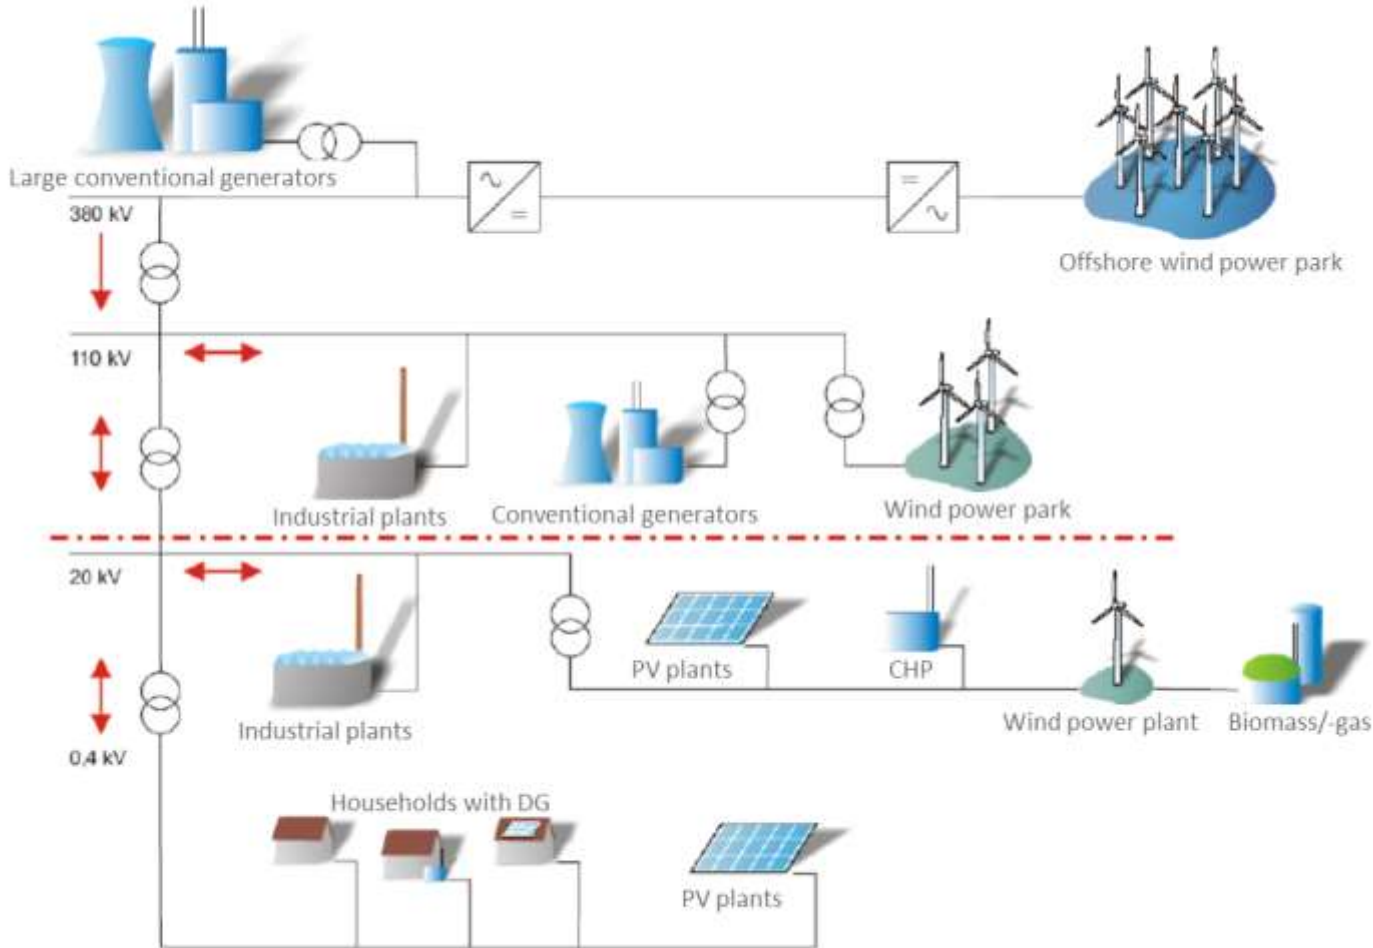 Large conventional generators
380 kV
Offshore wind power park
110 kV
Industrial plants
Conventional generators
Wind power park
20 kV
PV plants
CHP
Wind power plant
Biomass/-gas
Industrial plants
0,4 kV
Households with DG
PV plants